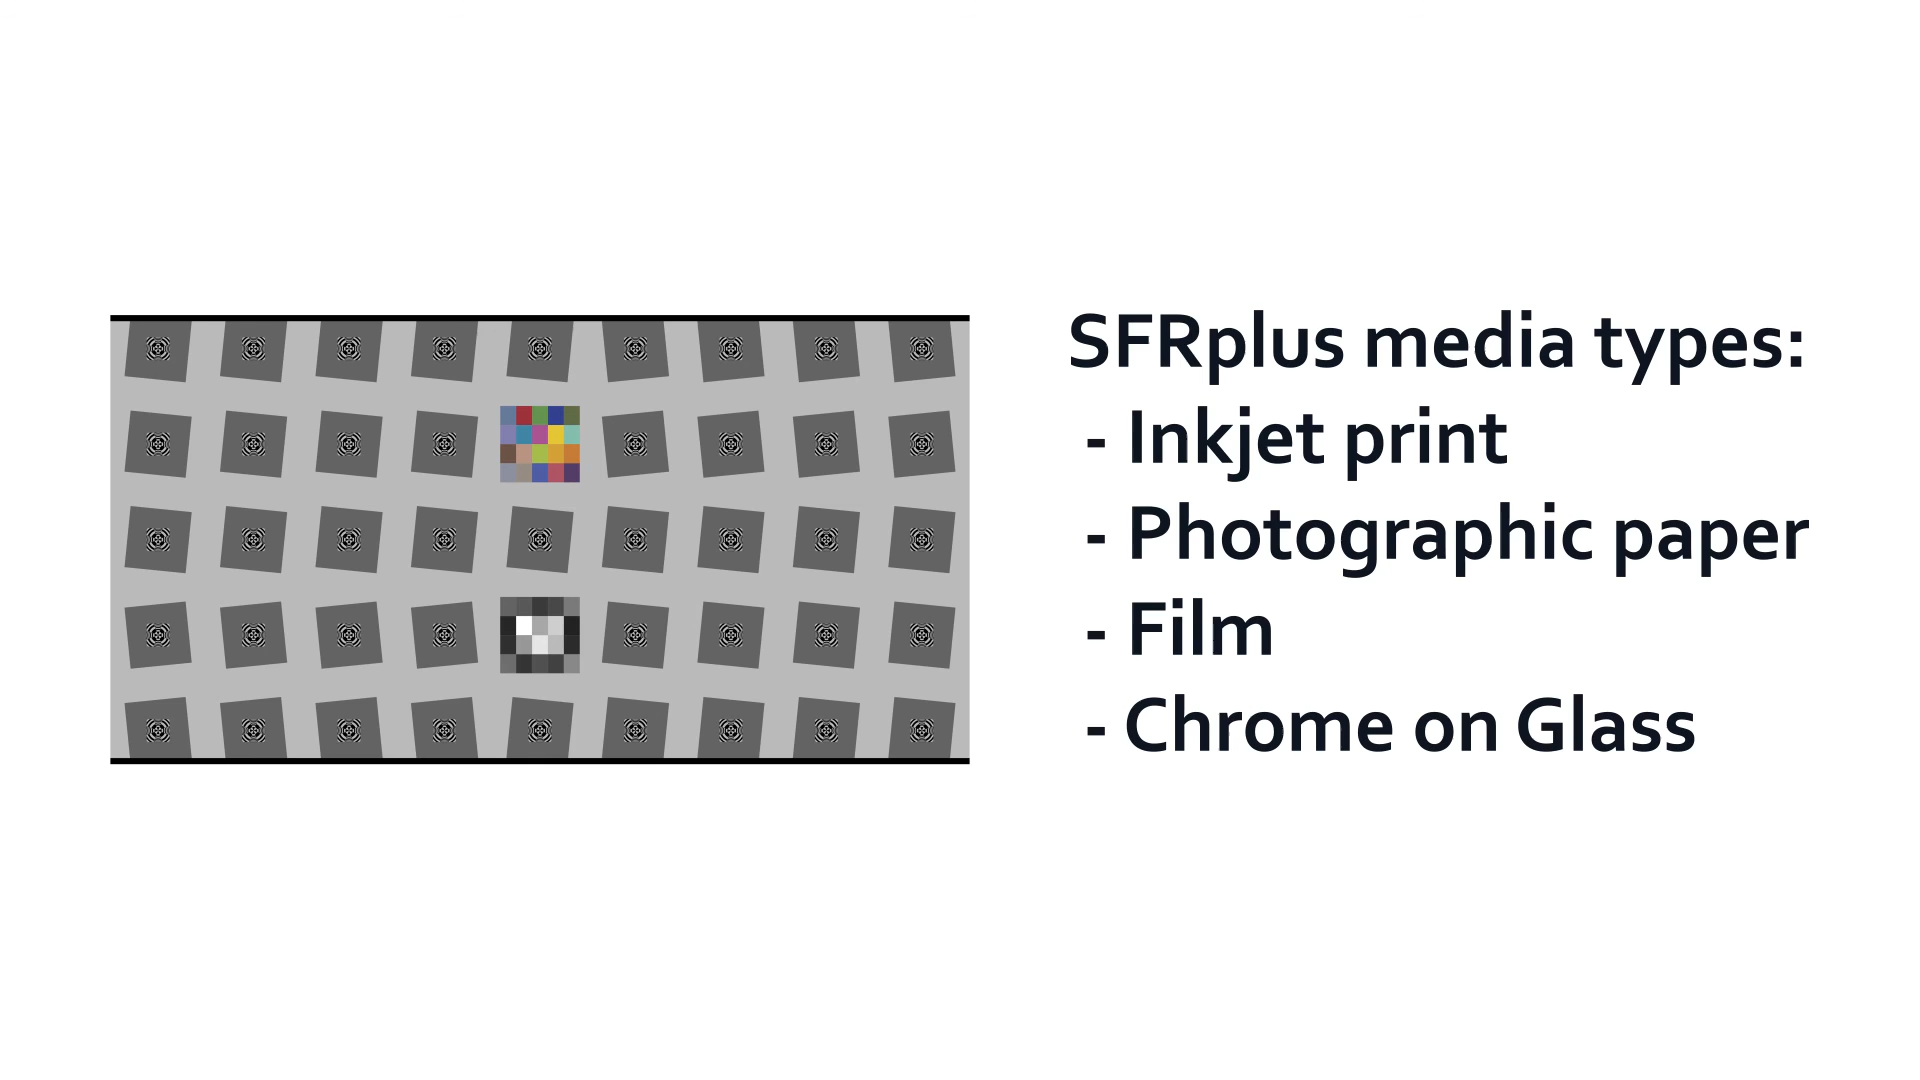 SFRplus media types:
- Inkjet print
- Photographic paper
- Film
- Chrome on Glass